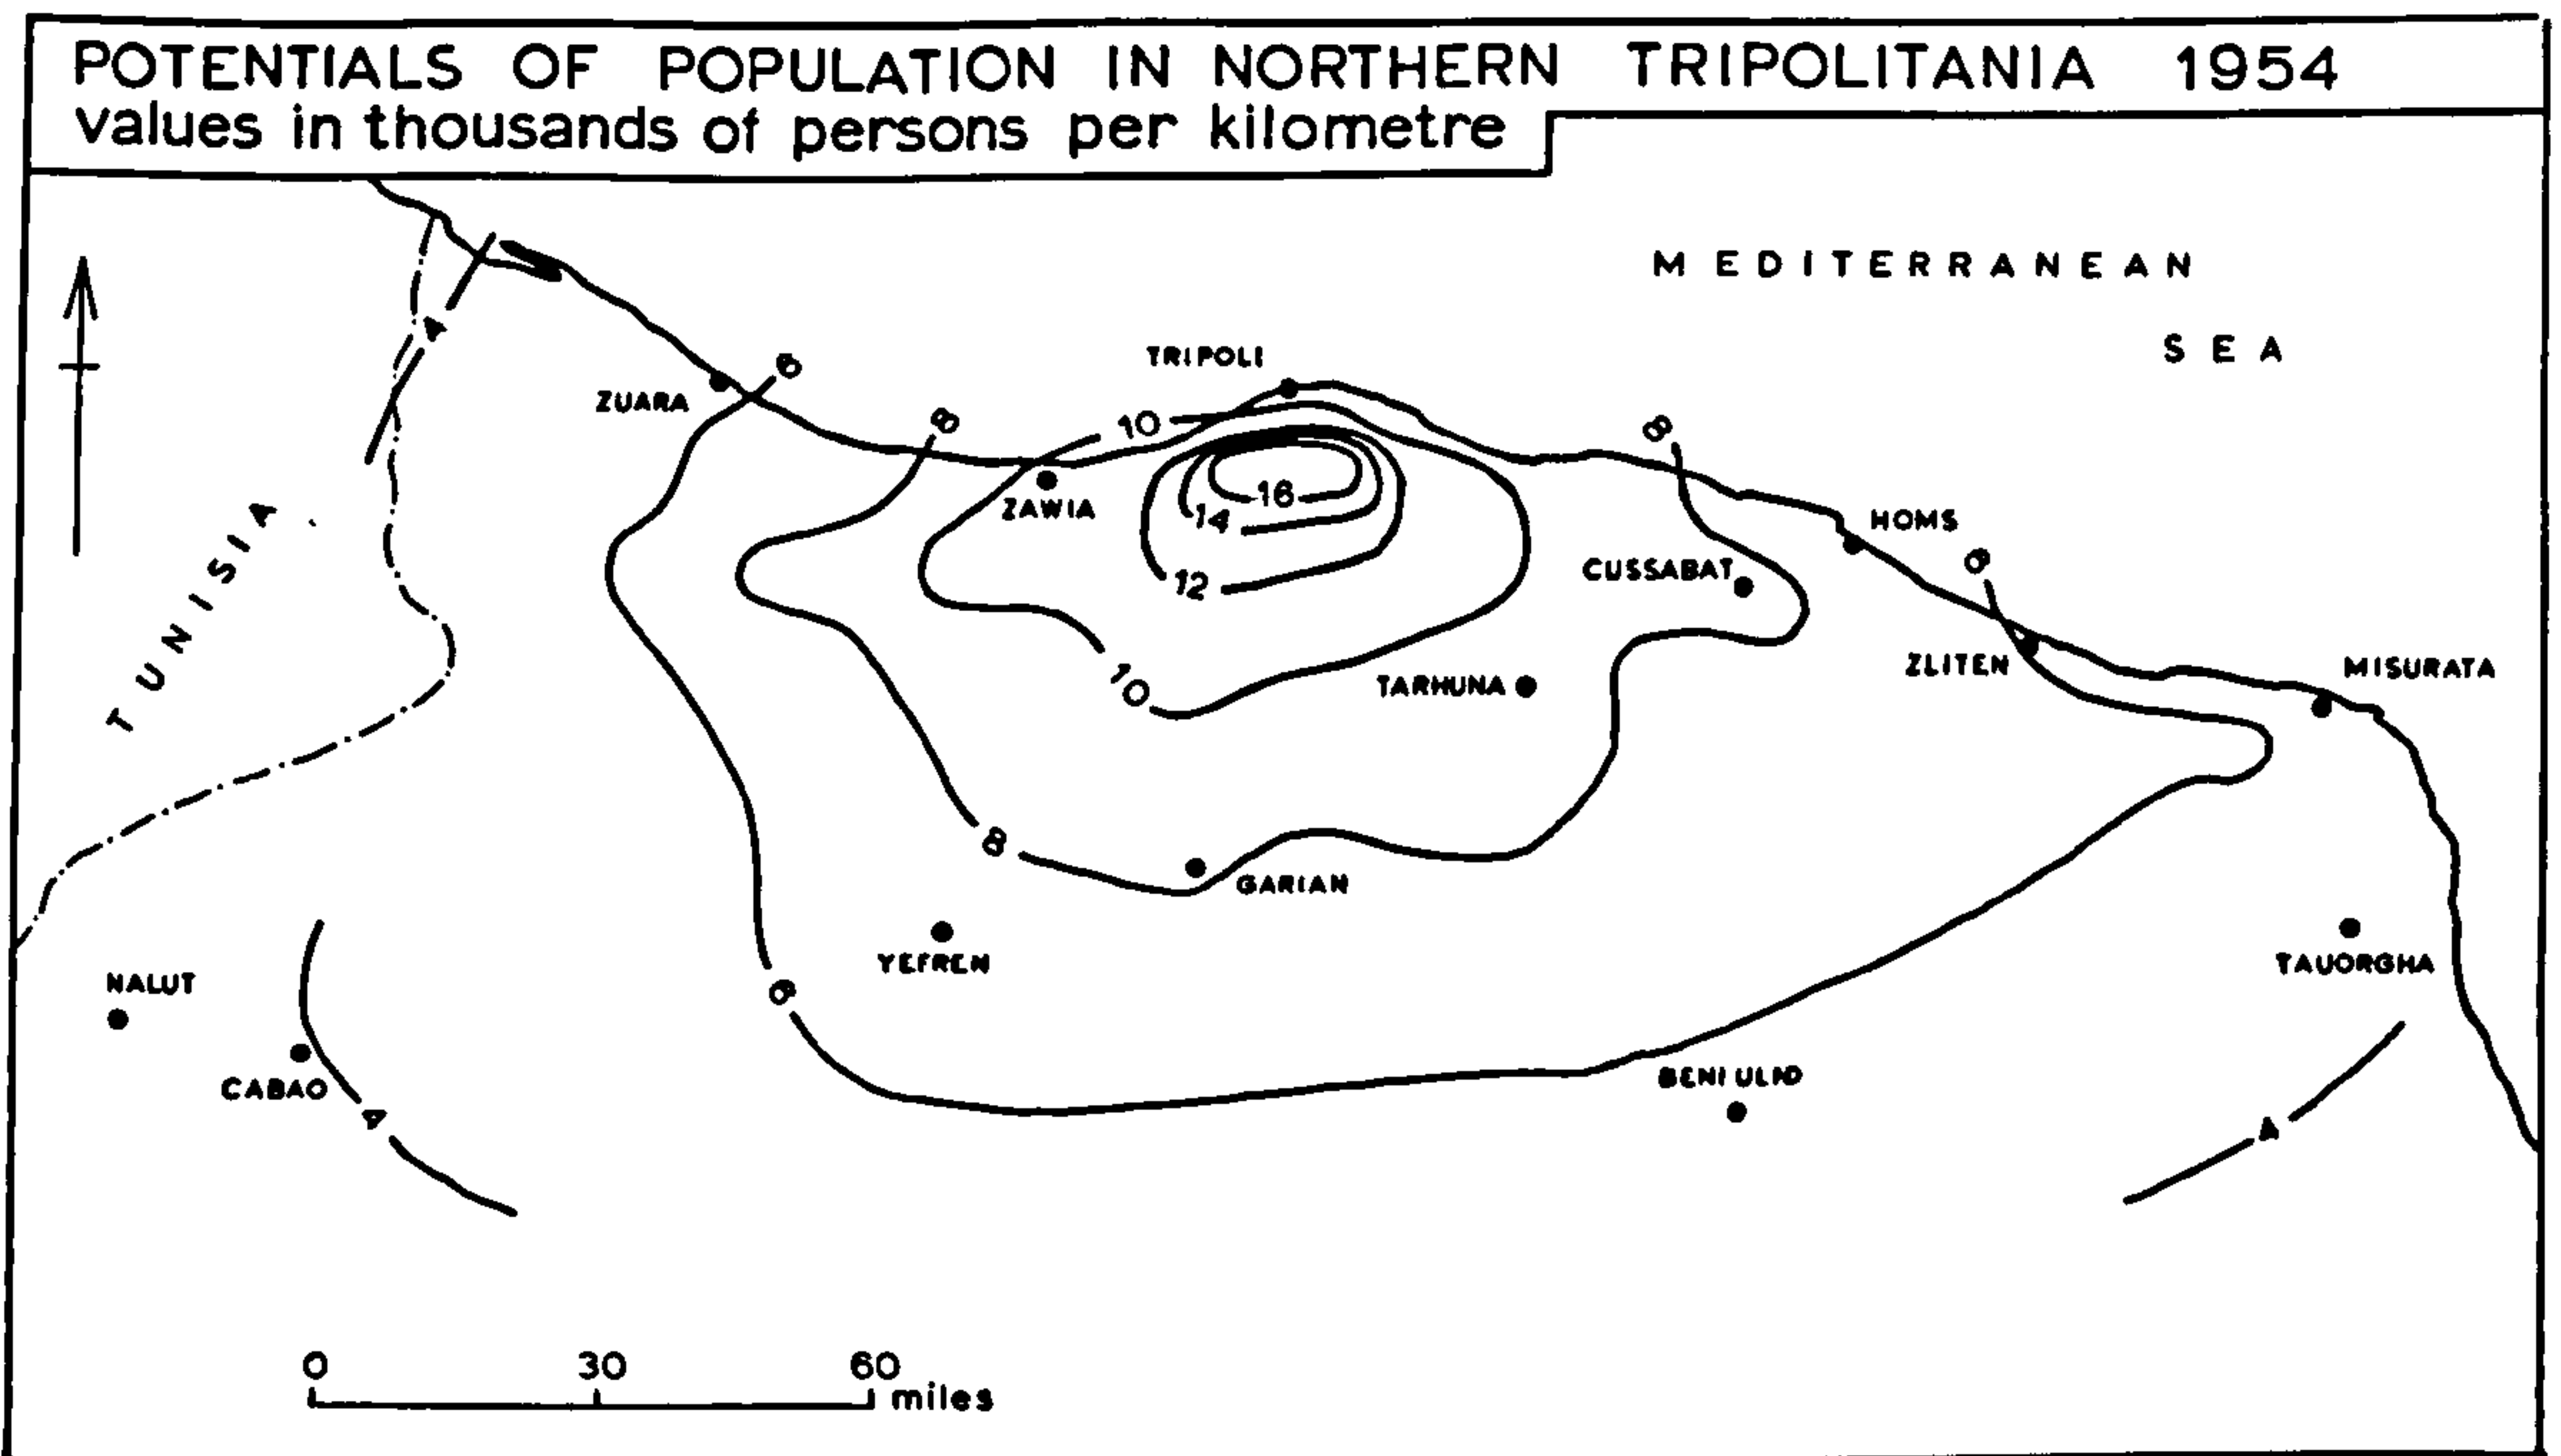 POTENTIALS OF POPULATION IN NORTHERN TRIPOLITANIA 1954
values in thousands of persons per kilometre
MEDITERRANEAN
SEA
4
TRIPOLI
6
ZUARA
8
10
8
ZAWIA
16
14
12
HOMS
CUSSABAT
6
TUNISIA
10
TARHUNA
ZLITEN
MISURATA
8
GARIAN
YEFREN
TAUORGHA
NALUT
6
CABAO
BENI ULID
4
4
0 30 60
miles